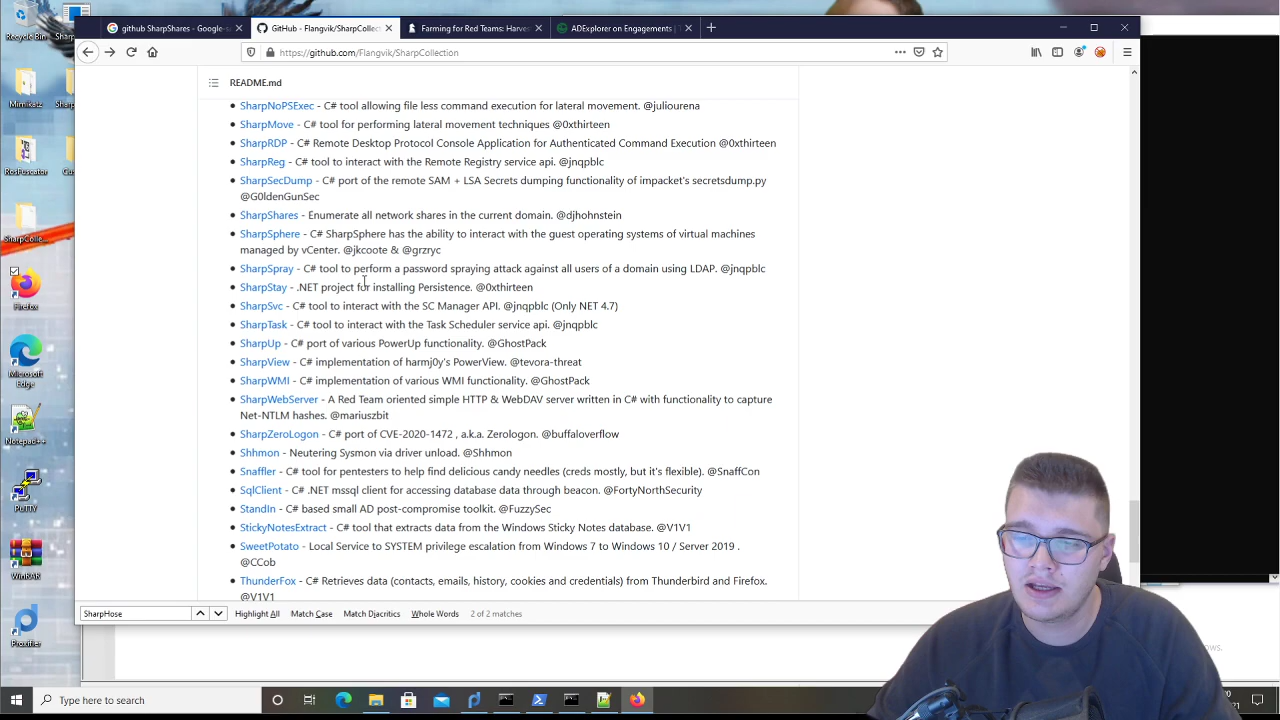 Recycle Bin
Sharp
github SharpShares - Google-s
GitHub - Flangvik/SharpCollec
Farming for Red Teams: Harves
ADExplorer on Engagements | T
https://github.com/Flangvik/SharpCollection
README.md
SharpNoPSExec - C# tool allowing file less command execution for lateral movement. @juliourena
SharpMove - C# tool for performing lateral movement techniques @0xthirteen
SharpRDP - C# Remote Desktop Protocol Console Application for Authenticated Command Execution @0xthirteen
SharpReg - C# tool to interact with the Remote Registry service api. @jnqpblc
SharpSecDump - C# port of the remote SAM + LSA Secrets dumping functionality of impacket's secretsdump.py
@G0ldenGunSec
SharpShares - Enumerate all network shares in the current domain. @djhohnstein
SharpSphere - C# SharpSphere has the ability to interact with the guest operating systems of virtual machines
managed by vCenter. @jkcoote & @grzryc
SharpSpray - C# tool to perform a password spraying attack against all users of a domain using LDAP. @jnqpblc
SharpStay - .NET project for installing Persistence. @0xthirteen
SharpSvc - C# tool to interact with the SC Manager API. @jnqpblc (Only NET 4.7)
SharpTask - C# tool to interact with the Task Scheduler service api. @jnqpblc
SharpUp - C# port of various PowerUp functionality. @GhostPack
SharpView - C# implementation of harmj0y's PowerView. @tevora-threat
SharpWMI - C# implementation of various WMI functionality. @GhostPack
SharpWebServer - A Red Team oriented simple HTTP & WebDAV server written in C# with functionality to capture
Net-NTLM hashes. @mariuszbit
SharpZeroLogon - C# port of CVE-2020-1472 , a.k.a. Zerologon. @buffaloverflow
Shhmon - Neutering Sysmon via driver unload. @Shhmon
Snaffler - C# tool for pentesters to help find delicious candy needles (creds mostly, but it's flexible). @SnaffCon
SqlClient - C# .NET mssql client for accessing database data through beacon. @FortyNorthSecurity
StandIn - C# based small AD post-compromise toolkit. @FuzzySec
StickyNotesExtract - C# tool that extracts data from the Windows Sticky Notes database. @V1V1
SweetPotato - Local Service to SYSTEM privilege escalation from Windows 7 to Windows 10 / Server 2019 .
@CCob
ThunderFox - C# Retrieves data (contacts, emails, history, cookies and credentials) from Thunderbird and Firefox.
@V1V1
SharpHose
Highlight All
Match Case
Match Diacritics
Whole Words
2 of 2 matches
Mimikatz
SharpColle...
Firefox
Microsoft
Edge
Notepad++
PuTTY
WinRAR
Proxifier
Type here to search